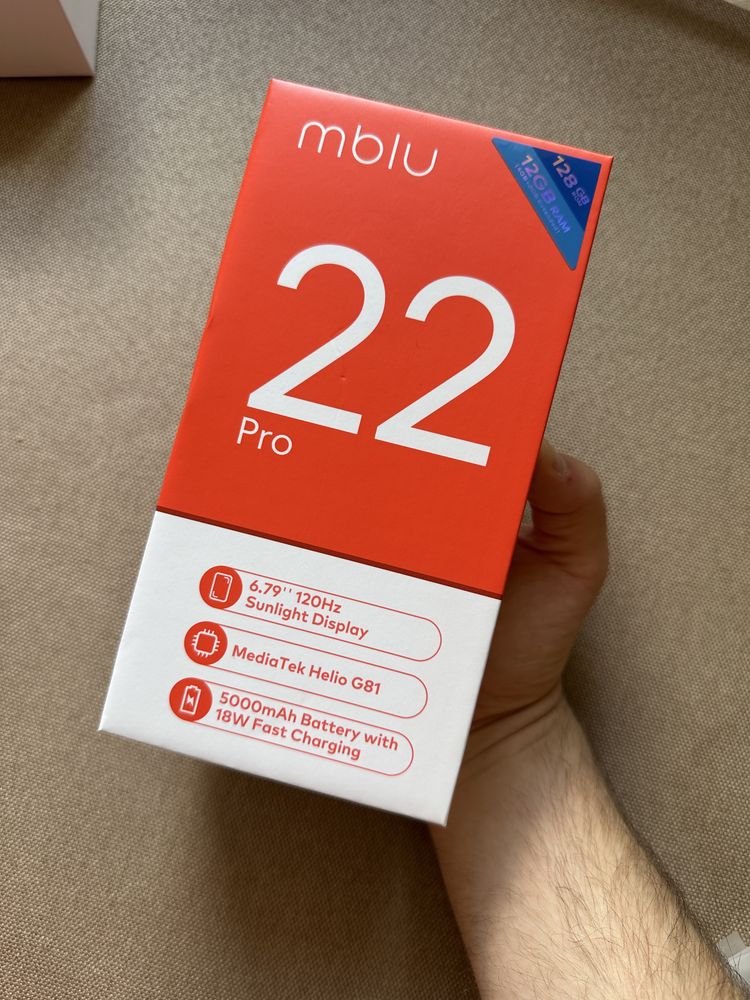 mblu
128 GB
ROM
12GB RAM
22
Pro
6.79'' 120Hz
Sunlight Display
MediaTek Helio G81
5000mAh Battery with
18W Fast Charging